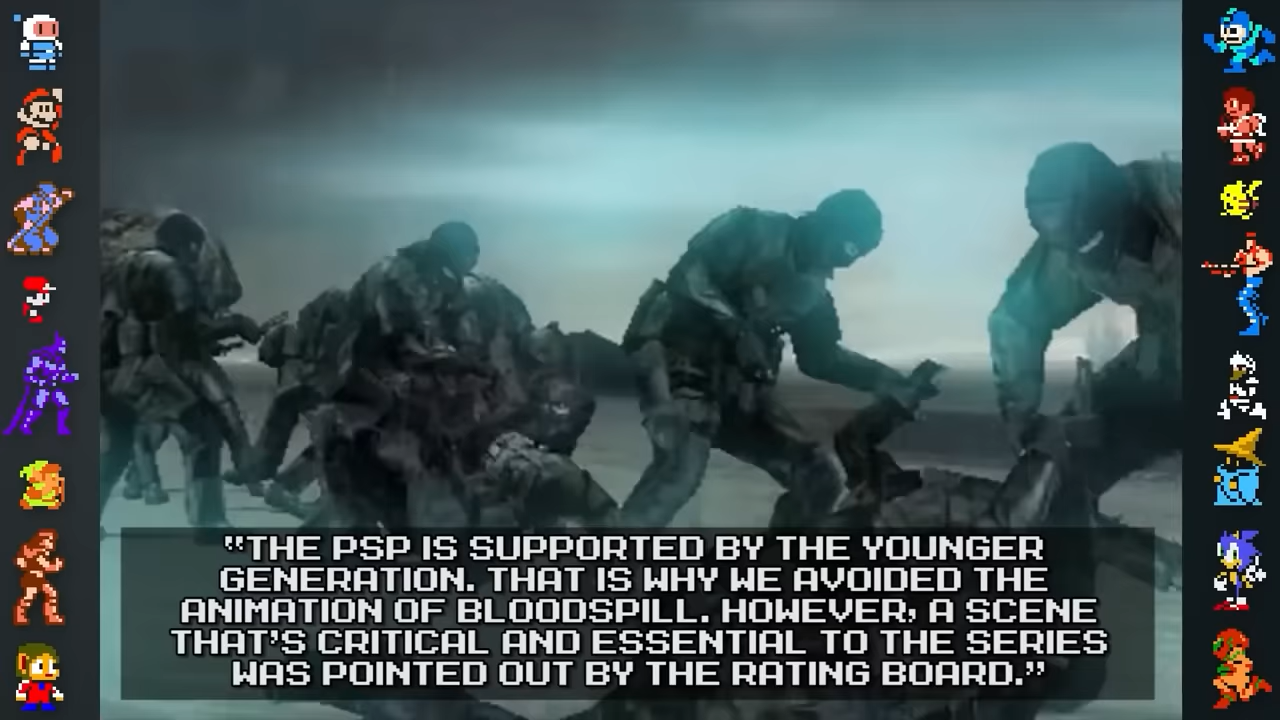 "THE PSP IS SUPPORTED BY THE YOUNGER
GENERATION. THAT IS WHY WE AVOIDED THE
ANIMATION OF BLOODSPILL. HOWEVER, A SCENE
THAT'S CRITICAL AND ESSENTIAL TO THE SERIES
WAS POINTED OUT BY THE RATING BOARD."